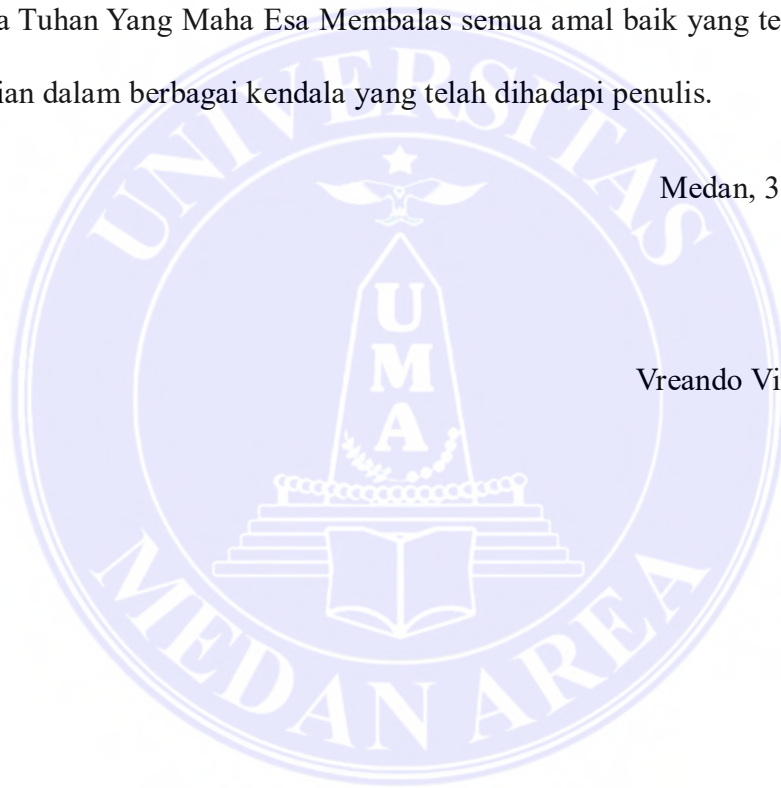 a Tuhan Yang Maha Esa Membalas semua amal baik yang te
ian dalam berbagai kendala yang telah dihadapi penulis.
Medan, 3
Vreando Vi
UNIVERSITAS
U
M
A
MEDAN AREA